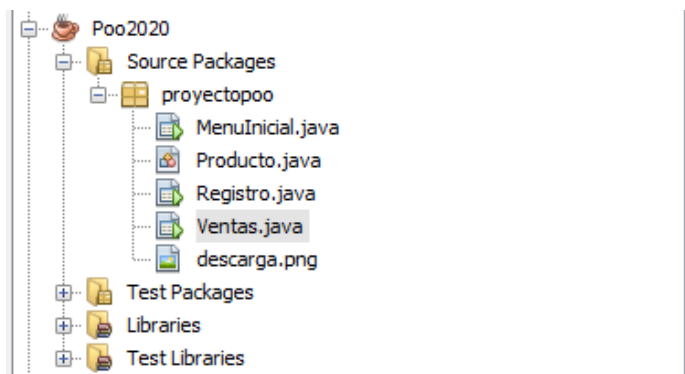 Poo2020
Source Packages
proyectopoo
MenuInicial.java
Producto.java
Registro.java
Ventas.java
descarga.png
Test Packages
Libraries
Test Libraries